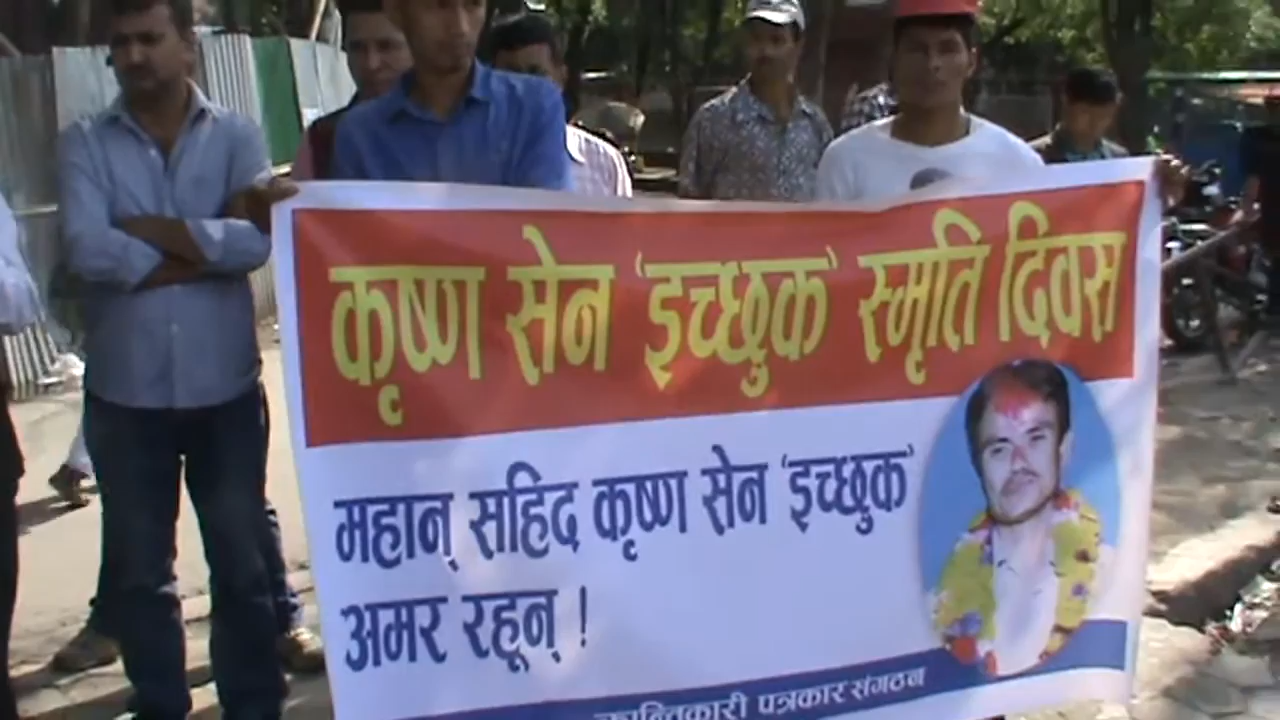 कृष्ण सेन 'इच्छुक' स्मृति दिवस
महान् सहिद कृष्ण सेन 'इच्छुक'
अमर रहून् !
क्रान्तिकारी पत्रकार संगठन